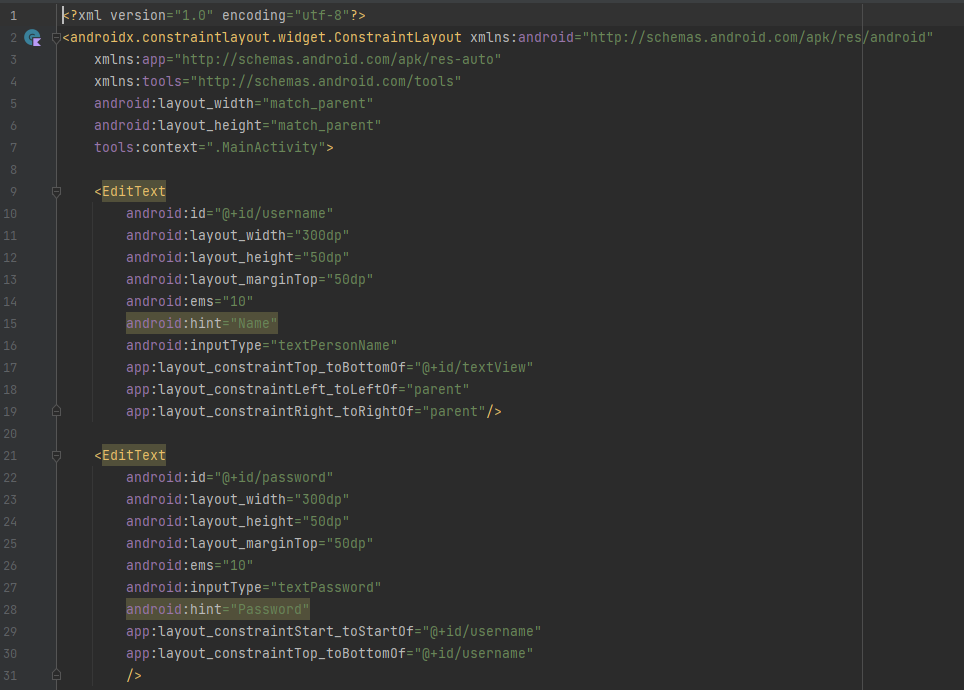 1 <?xml version="1.0" encoding="utf-8"?>
2 <androidx.constraintlayout.widget.ConstraintLayout xmlns:android="http://schemas.android.com/apk/res/android"
3     xmlns:app="http://schemas.android.com/apk/res-auto"
4     xmlns:tools="http://schemas.android.com/tools"
5     android:layout_width="match_parent"
6     android:layout_height="match_parent"
7     tools:context=".MainActivity">
8
9     <EditText
10         android:id="@+id/username"
11         android:layout_width="300dp"
12         android:layout_height="50dp"
13         android:layout_marginTop="50dp"
14         android:ems="10"
15         android:hint="Name"
16         android:inputType="textPersonName"
17         app:layout_constraintTop_toBottomOf="@+id/textView"
18         app:layout_constraintLeft_toLeftOf="parent"
19         app:layout_constraintRight_toRightOf="parent"/>
20
21     <EditText
22         android:id="@+id/password"
23         android:layout_width="300dp"
24         android:layout_height="50dp"
25         android:layout_marginTop="50dp"
26         android:ems="10"
27         android:inputType="textPassword"
28         android:hint="Password"
29         app:layout_constraintStart_toStartOf="@+id/username"
30         app:layout_constraintTop_toBottomOf="@+id/username"
31         />